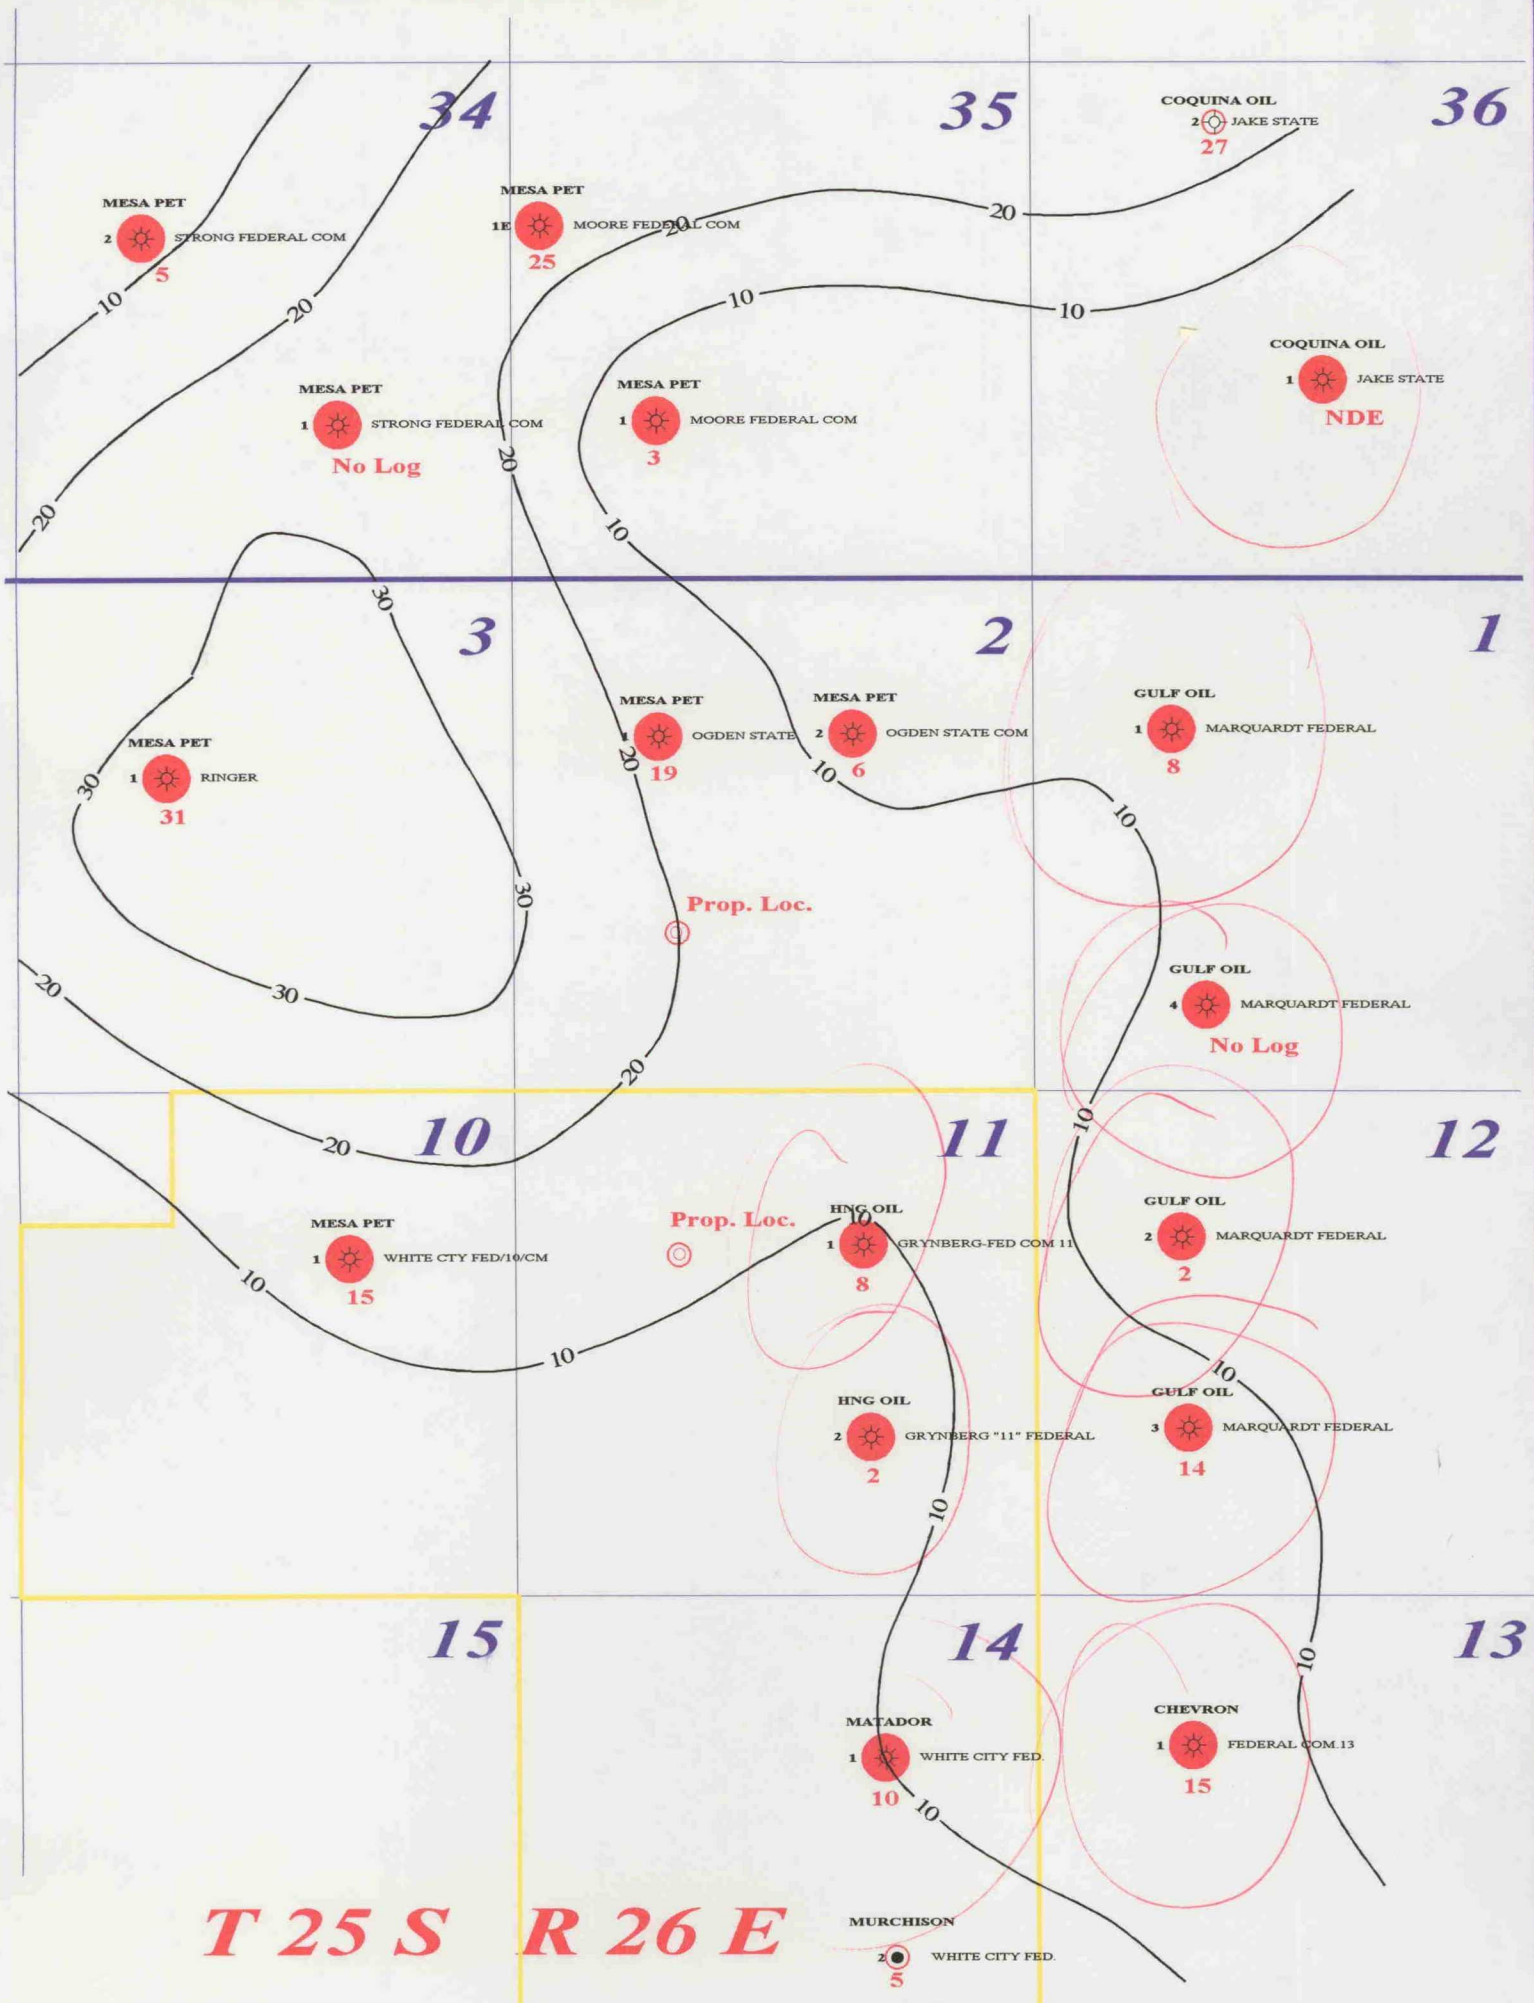 34
35
36
COQUINA OIL
2 JAKE STATE
27
MESA PET
2 STRONG FEDERAL COM
5
MESA PET
1E MOORE FEDERAL COM
25
20
20
10
20
10
10
COQUINA OIL
1 JAKE STATE
NDE
MESA PET
1 STRONG FEDERAL COM
No Log
MESA PET
1 MOORE FEDERAL COM
3
20
20
10
30
3
2
1
MESA PET
1 RINGER
31
30
MESA PET
1 OGDEN STATE
19
20
MESA PET
2 OGDEN STATE COM
6
10
GULF OIL
1 MARQUARDT FEDERAL
8
10
30
Prop. Loc.
20
30
GULF OIL
4 MARQUARDT FEDERAL
No Log
20
10
10
11
12
20
MESA PET
1 WHITE CTY FED/10/CM
15
10
Prop. Loc.
HNG OIL
10
1 GRYNBERG-FED COM 11
8
GULF OIL
2 MARQUARDT FEDERAL
2
10
10
HNG OIL
2 GRYNBERG "11" FEDERAL
2
GULF OIL
3 MARQUARDT FEDERAL
14
10
15
14
13
10
MATADOR
1 WHITE CITY FED.
10
10
CHEVRON
1 FEDERAL COM.13
15
T 25 S R 26 E
MURCHISON
2 WHITE CITY FED.
5